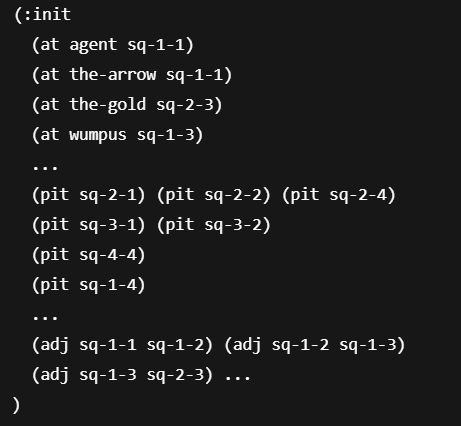 (:init
(at agent sq-1-1)
(at the-arrow sq-1-1)
(at the-gold sq-2-3)
(at wumpus sq-1-3)
...
(pit sq-2-1) (pit sq-2-2) (pit sq-2-4)
(pit sq-3-1) (pit sq-3-2)
(pit sq-4-4)
(pit sq-1-4)
...
(adj sq-1-1 sq-1-2) (adj sq-1-2 sq-1-3)
(adj sq-1-3 sq-2-3) ...
)